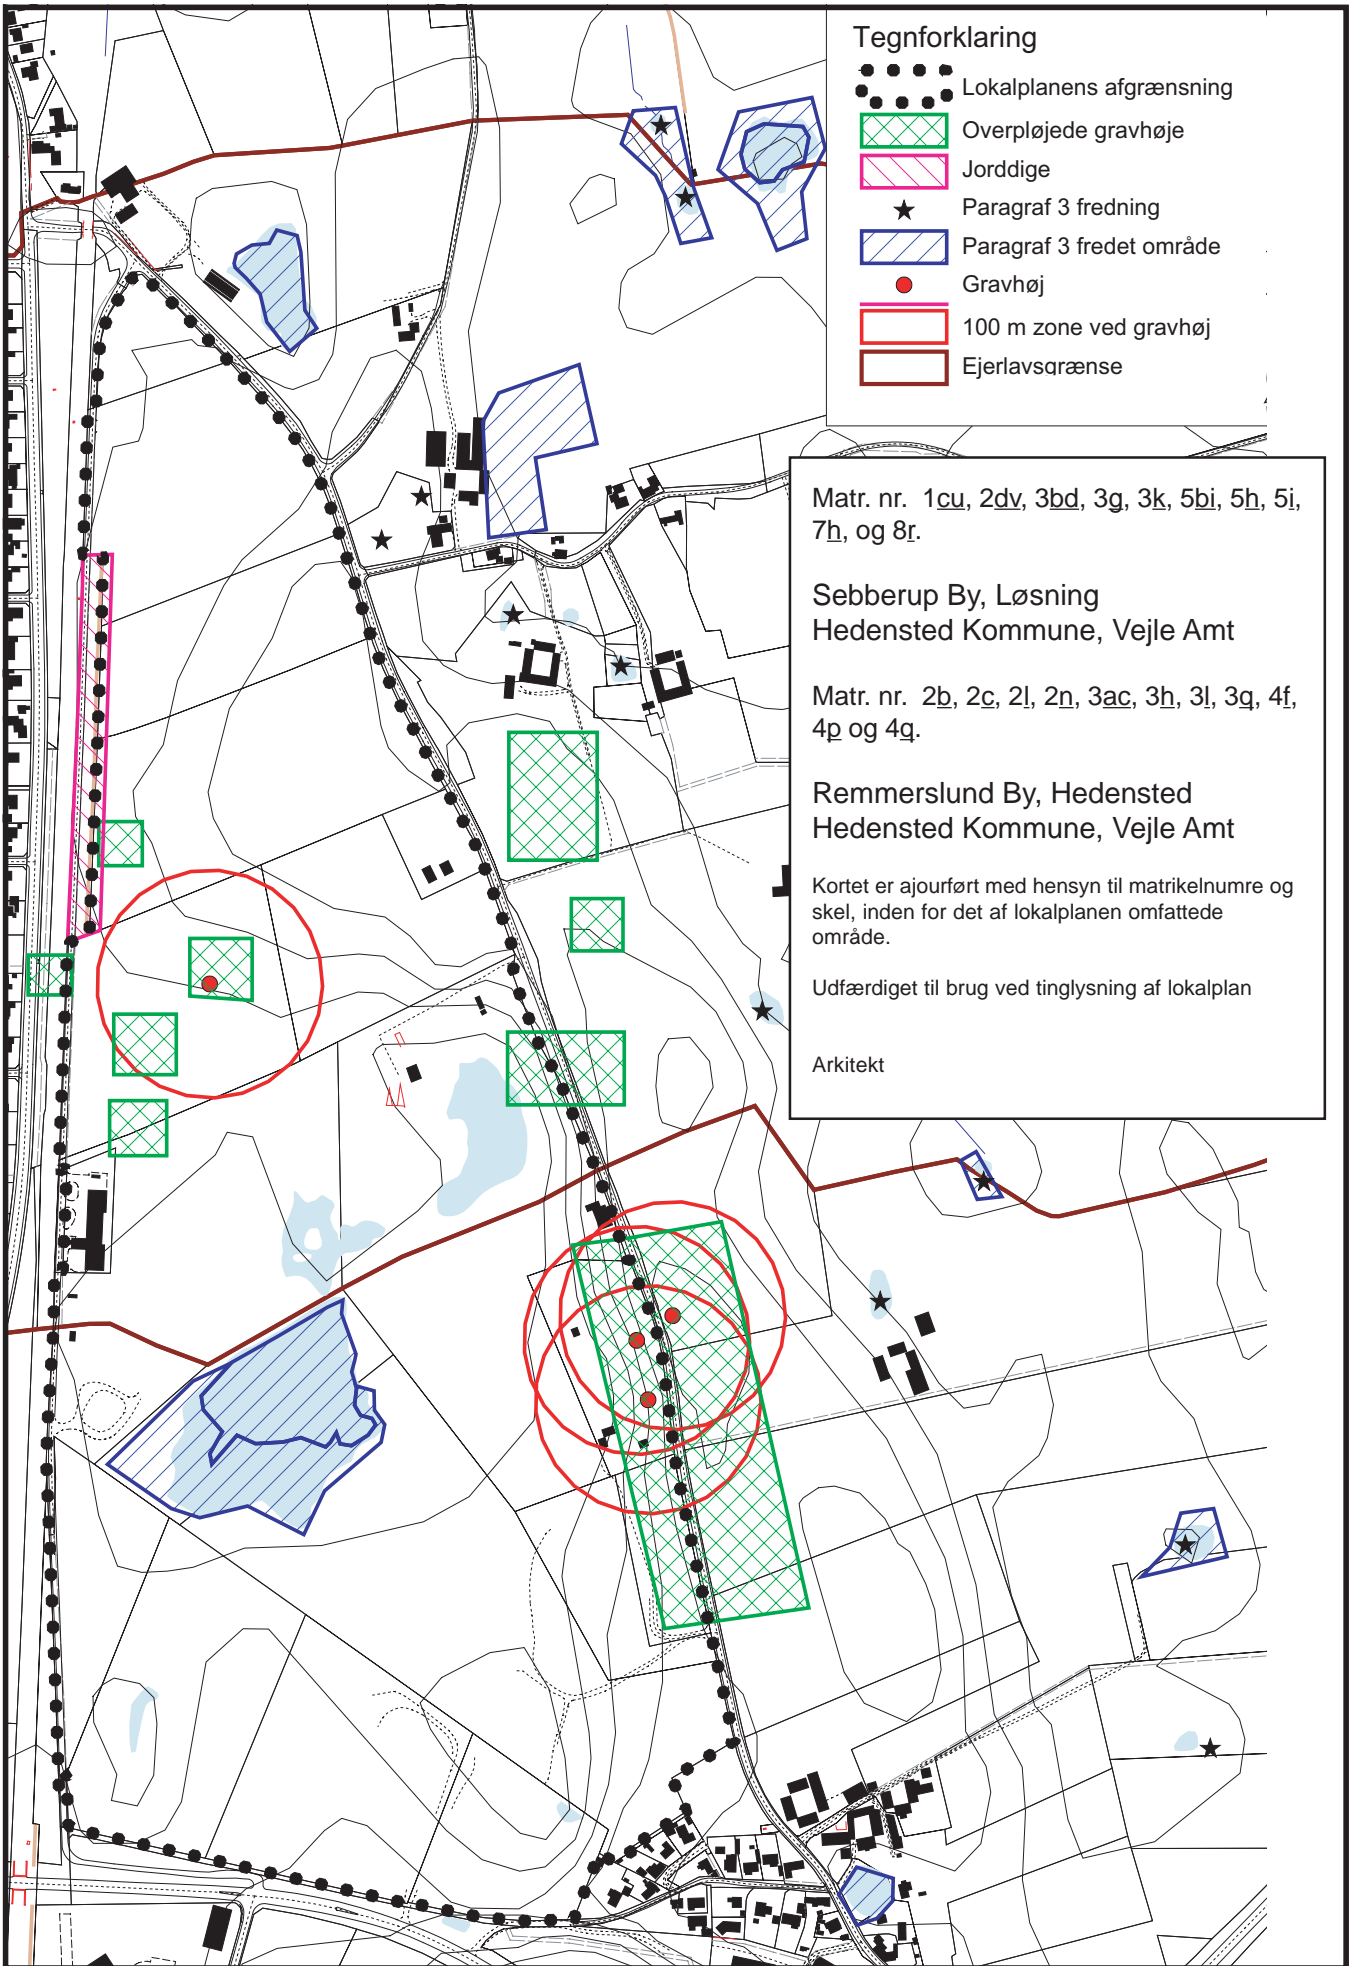 Tegnforklaring
Lokalplanens afgrænsning
Overpløjede gravhøje
Jorddige
Paragraf 3 fredning
Paragraf 3 fredet område
Gravhøj
100 m zone ved gravhøj
Ejerlavsgrænse
Matr. nr. 1cu, 2dv, 3bd, 3g, 3k, 5bi, 5h, 5i,
7h, og 8r.
Sebberup By, Løsning
Hedensted Kommune, Vejle Amt
Matr. nr. 2b, 2c, 2l, 2n, 3ac, 3h, 3l, 3q, 4f,
4p og 4q.
Remmerslund By, Hedensted
Hedensted Kommune, Vejle Amt
Kortet er ajourført med hensyn til matrikelnumre og
skel, inden for det af lokalplanen omfattede
område.
Udfærdiget til brug ved tinglysning af lokalplan
Arkitekt